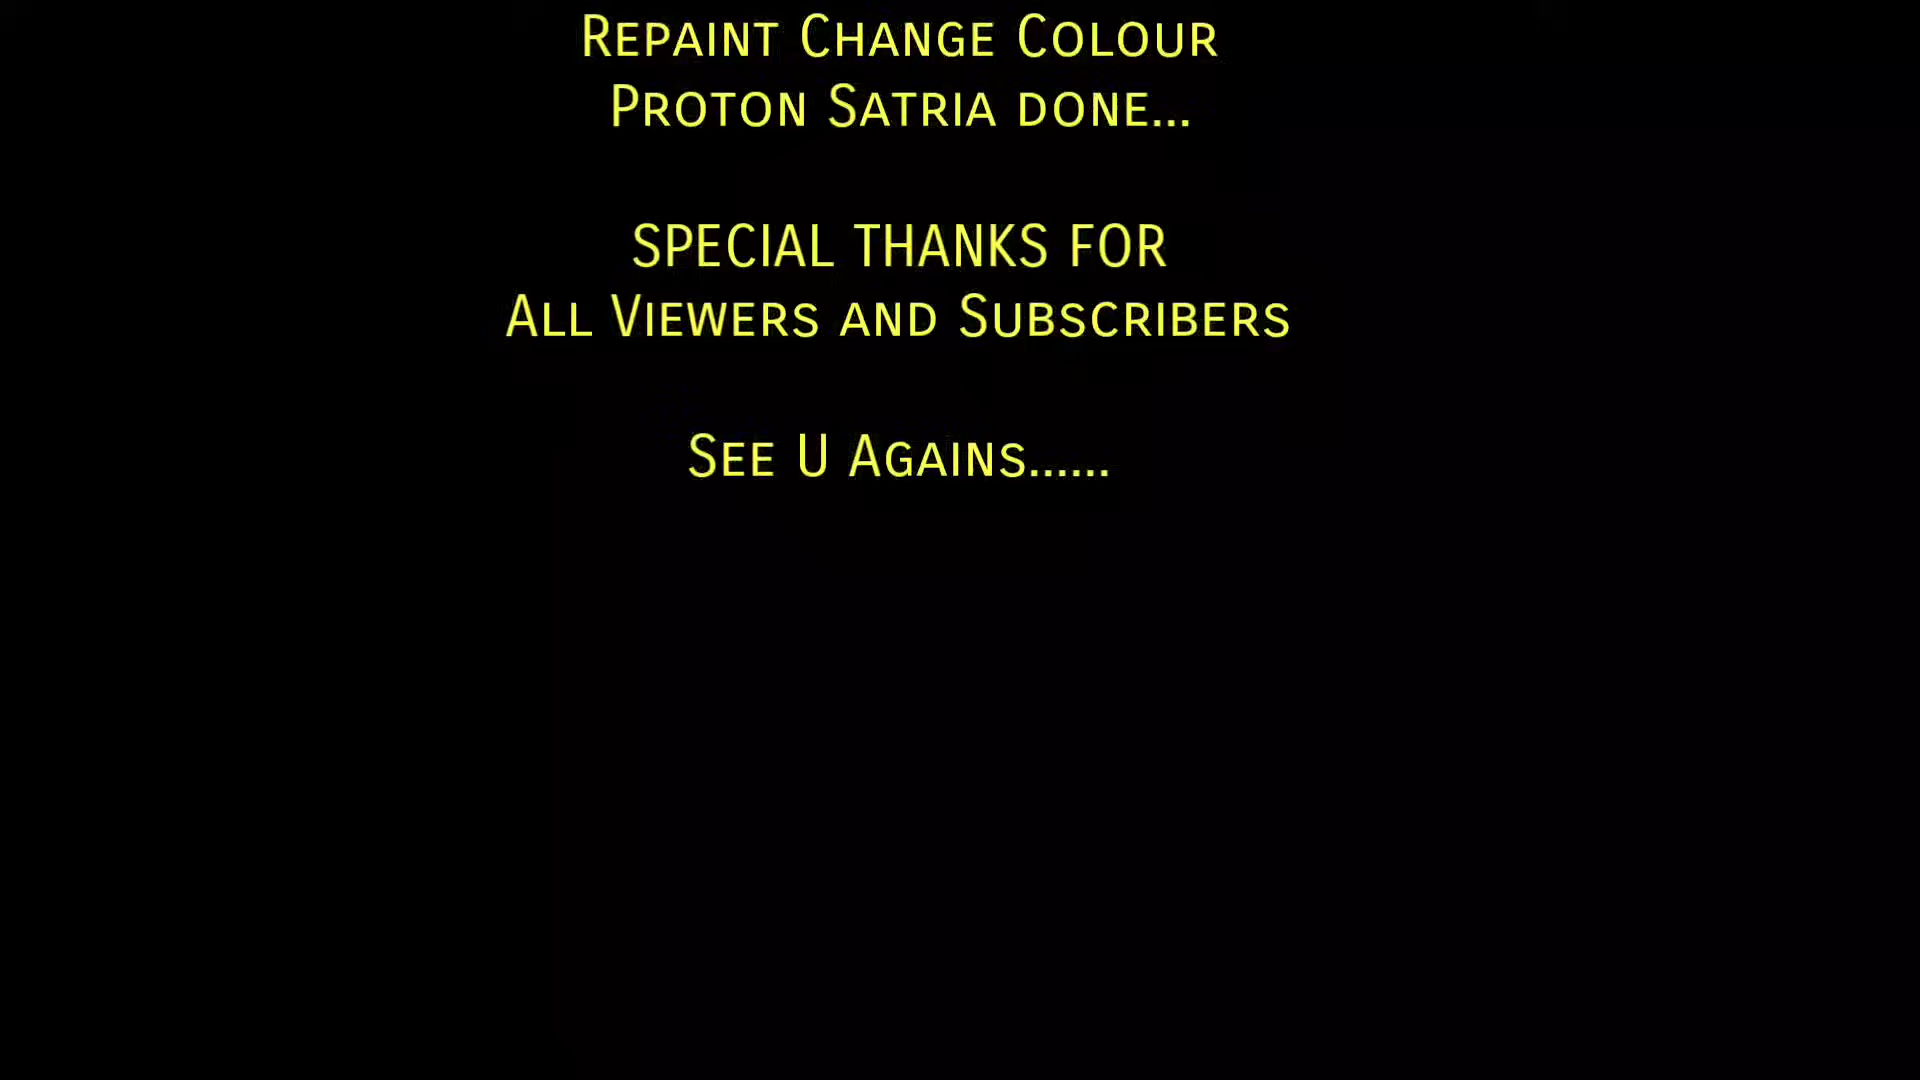 Repaint Change Colour
Proton Satria done...
SPECIAL THANKS FOR
All Viewers and Subscribers
See U Agains......